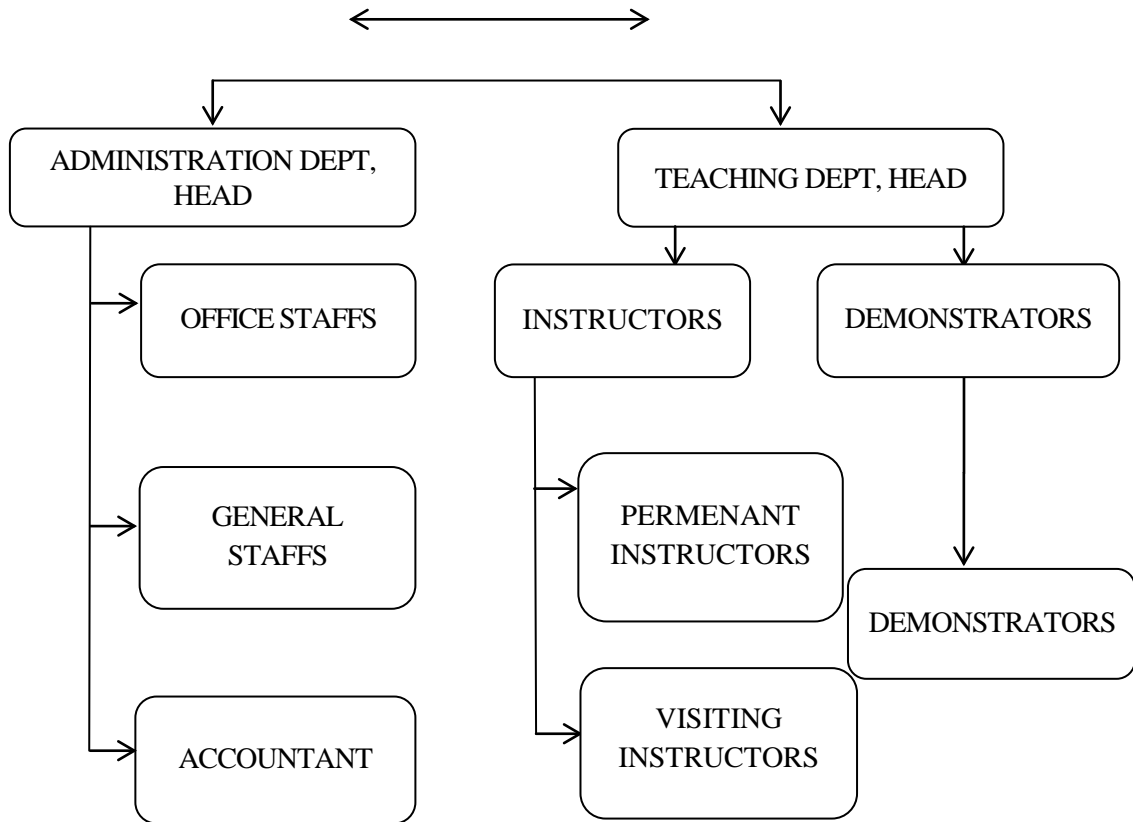 ADMINISTRATION DEPT,
HEAD
TEACHING DEPT, HEAD
OFFICE STAFFS
INSTRUCTORS
DEMONSTRATORS
GENERAL
STAFFS
PERMENANT
INSTRUCTORS
DEMONSTRATORS
ACCOUNTANT
VISITING
INSTRUCTORS